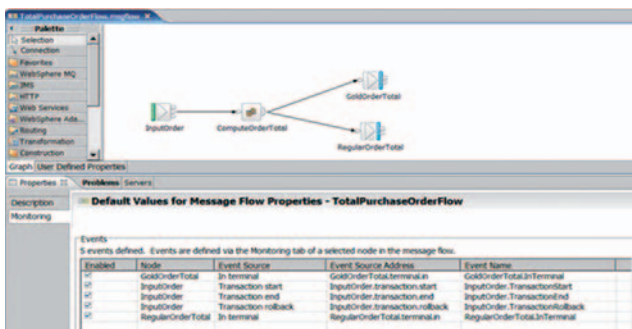 TotalPurchaseOrderFlow.msgflow
Palette
Selection
Connection
Favorites
WebSphere MQ
JMS
HTTP
Web Services
WebSphere Ada...
Routing
Transformation
Construction
InputOrder
ComputeOrderTotal
GoldOrderTotal
RegularOrderTotal
Graph User Defined Properties
Properties Problems Servers
Description
Monitoring
Default Values for Message Flow Properties - TotalPurchaseOrderFlow
Events
5 events defined. Events are defined via the Monitoring tab of a selected node in the message flow.
Enabled Node Event Source Event Source Address Event Name
GoldOrderTotal In terminal GoldOrderTotal.terminal.in GoldOrderTotal.InTerminal
InputOrder Transaction start InputOrder.transaction.start InputOrder.TransactionStart
InputOrder Transaction end InputOrder.transaction.end InputOrder.TransactionEnd
InputOrder Transaction rollback InputOrder.transaction.rollback InputOrder.TransactionRollback
RegularOrderTotal In terminal RegularOrderTotal.terminal.in RegularOrderTotal.InTerminal